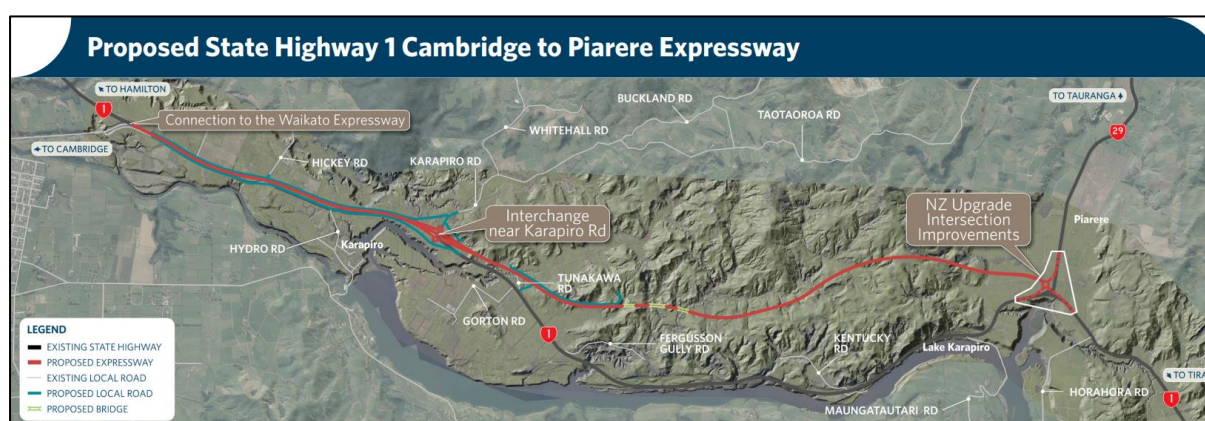 Proposed State Highway 1 Cambridge to Piarere Expressway
TO HAMILTON
1
Connection to the Waikato Expressway
TO CAMBRIDGE
HICKEY RD
WHITEHALL RD
BUCKLAND RD
TAOTAOROA RD
TO TAURANGA
29
KARAPIRO RD
Interchange
near Karapiro Rd
NZ Upgrade
Intersection
Improvements
Piarere
HYDRO RD
Karapiro
TUNAKAWA
RD
GORTON RD
1
FERGUSSON
GULLY RD
KENTUCKY
RD
Lake Karapiro
MAUNGATAUTARI RD
HORAHORA RD
TO TIRA
1
LEGEND
EXISTING STATE HIGHWAY
PROPOSED EXPRESSWAY
EXISTING LOCAL ROAD
PROPOSED LOCAL ROAD
PROPOSED BRIDGE